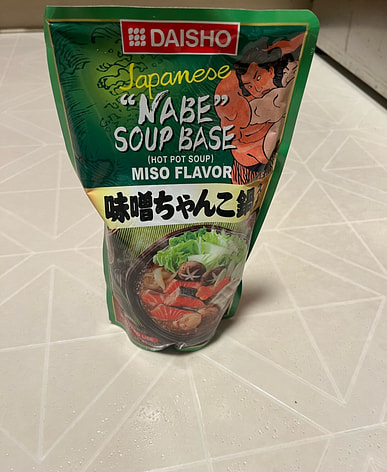 DAISHO
Japanese
"NABE"
SOUP BASE
(HOT POT SOUP)
MISO FLAVOR
味噌ちゃんこ鍋